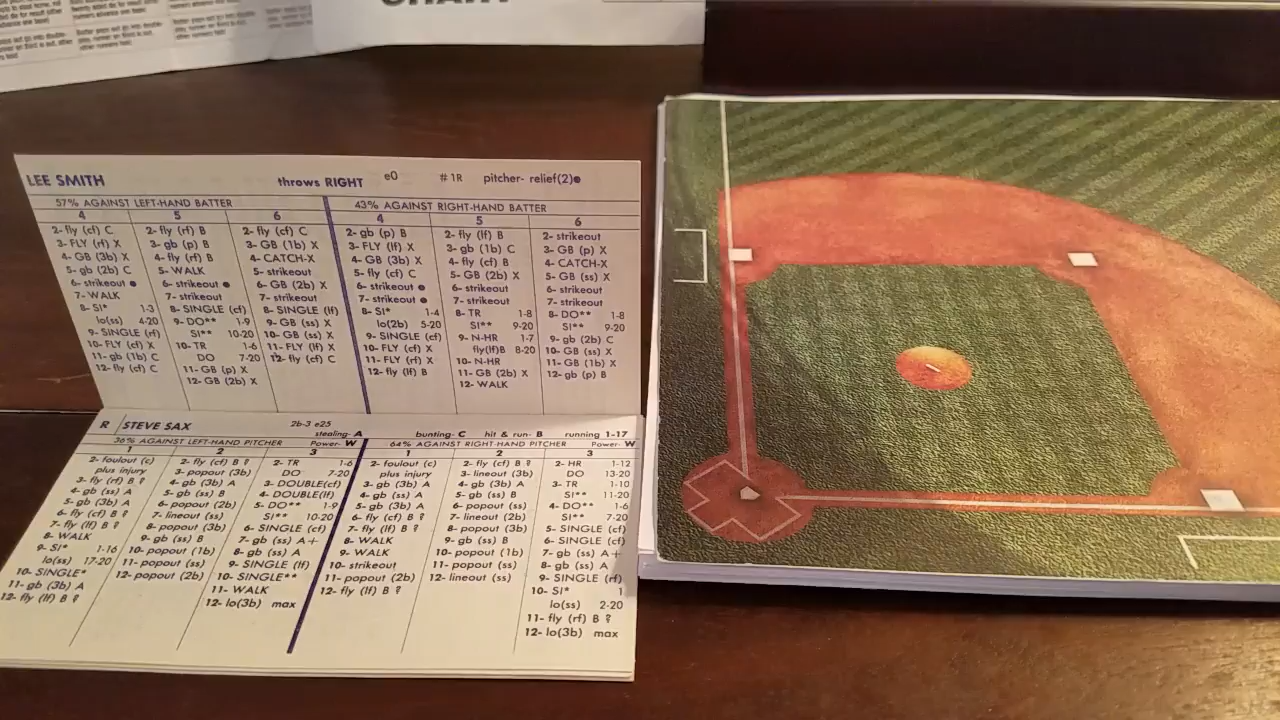 LEE SMITH throws RIGHT e0 #1R pitcher- relief(2)●
57% AGAINST LEFT-HAND BATTER
4
2- fly (cf) C
3- FLY (rf) X
4- GB (3b) X
5- gb (2b) C
6- strikeout ●
7- WALK
8- SI* 1-3
lo(ss) 4-20
9- SINGLE (rf)
10- FLY (cf) X
11- gb (1b) C
12- fly (cf) C
5
2- fly (rf) B
3- gb (p) B
4- fly (rf) B
5- WALK
6- strikeout ●
7- strikeout
8- SINGLE (cf)
9- DO** 1-9
SI** 10-20
10- TR 1-6
DO 7-20
11- GB (p) X
12- GB (2b) X
6
2- fly (cf) C
3- GB (1b) X
4- CATCH-X
5- strikeout
6- GB (2b) X
7- strikeout
8- SINGLE (lf)
9- GB (ss) X
10- GB (ss) X
11- FLY (lf) X
12- fly (cf) C
43% AGAINST RIGHT-HAND BATTER
4
2- gb (p) B
3- FLY (lf) X
4- GB (3b) X
5- fly (cf) C
6- strikeout ●
7- strikeout ●
8- SI* 1-4
lo(2b) 5-20
9- SINGLE (cf)
10- FLY (cf) X
11- FLY (rf) X
12- fly (lf) B
5
2- fly (lf) B
3- gb (1b) C
4- fly (cf) B
5- GB (2b) X
6- strikeout
7- strikeout
8- TR 1-8
SI** 9-20
9- N-HR 1-7
fly(lf)B 8-20
10- N-HR
11- GB (2b) X
12- WALK
6
2- strikeout
3- GB (p) X
4- CATCH-X
5- GB (ss) X
6- strikeout
7- strikeout
8- DO** 1-8
SI** 9-20
9- gb (2b) C
10- GB (ss) X
11- GB (1b) X
12- gb (p) B
R STEVE SAX 2b-3 e25
stealing- A bunting- C hit & run- B running 1-17
36% AGAINST LEFT-HAND PITCHER Power- W
1
2- foulout (c)
plus injury
3- fly (rf) B ?
4- gb (ss) A
5- gb (3b) A
6- fly (cf) B ?
7- fly (lf) B ?
8- WALK
9- SI* 1-16
lo(ss) 17-20
10- SINGLE*
11- gb (3b) A
12- fly (lf) B ?
2
2- fly (cf) B ?
3- popout (3b)
4- gb (3b) A
5- gb (ss) B
6- popout (2b)
7- lineout (ss)
8- popout (3b)
9- gb (ss) B
10- popout (1b)
11- popout (ss)
12- popout (2b)
3
2- TR 1-6
DO 7-20
3- DOUBLE(cf)
4- DOUBLE(lf)
5- DO** 1-9
SI** 10-20
6- SINGLE (cf)
7- gb (ss) A+
8- gb (ss) A
9- SINGLE (lf)
10- SINGLE**
11- WALK
12- lo(3b) max
64% AGAINST RIGHT-HAND PITCHER Power- W
1
2- foulout (c)
plus injury
3- gb (3b) A
4- gb (ss) A
5- gb (3b) A
6- fly (cf) B ?
7- fly (lf) B ?
8- WALK
9- WALK
10- strikeout
11- popout (2b)
12- fly (lf) B ?
2
2- fly (cf) B ?
3- lineout (3b)
4- gb (3b) A
5- gb (ss) B
6- popout (ss)
7- lineout (2b)
8- popout (3b)
9- gb (ss) B
10- popout (1b)
11- popout (ss)
12- lineout (ss)
3
2- HR 1-12
DO 13-20
3- TR 1-10
SI** 11-20
4- DO** 1-6
SI** 7-20
5- SINGLE (cf)
6- SINGLE (cf)
7- gb (ss) A+
8- gb (ss) A
9- SINGLE (rf)
10- SI* 1
lo(ss) 2-20
11- fly (rf) B ?
12- lo(3b) max